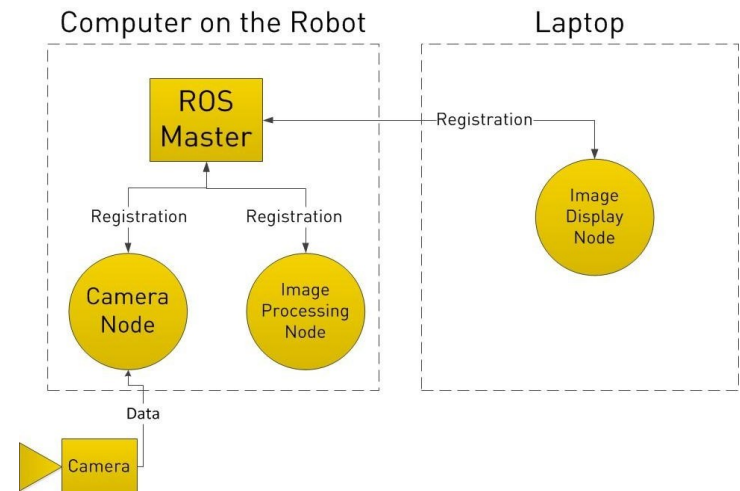 Computer on the Robot
Laptop
ROS
Master
Registration
Registration
Registration
Image
Display
Node
Camera
Node
Image
Processing
Node
Data
Camera